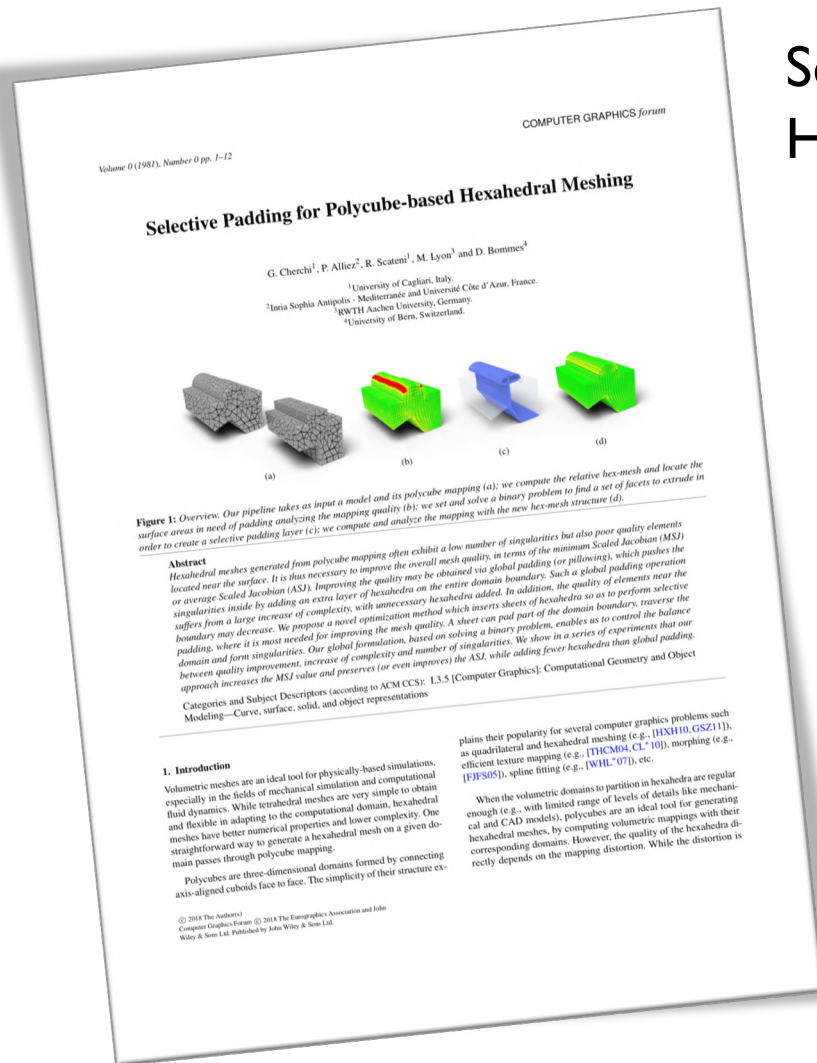 Volume 0 (1981), Number 0 pp. 1–12
COMPUTER GRAPHICS forum
Selective Padding for Polycube-based Hexahedral Meshing
G. Cherchi¹, P. Alliez², R. Scateni¹, M. Lyon³ and D. Bommes⁴
¹University of Cagliari, Italy.
²Inria Sophia Antipolis - Mediterranée and Université Côte d'Azur, France.
³RWTH Aachen University, Germany.
⁴University of Bern, Switzerland.
(a)
(b)
(c)
(d)
Figure 1: Overview. Our pipeline takes as input a model and its polycube mapping (a); we compute the relative hex-mesh and locate the
surface areas in need of padding analyzing the mapping quality (b); we set and solve a binary problem to find a set of facets to extrude in
order to create a selective padding layer (c); we compute and analyze the mapping with the new hex-mesh structure (d).
Abstract
Hexahedral meshes generated from polycube mapping often exhibit a low number of singularities but also poor quality elements
located near the surface. It is thus necessary to improve the overall mesh quality, in terms of the minimum Scaled Jacobian (MSJ)
or average Scaled Jacobian (ASJ). Improving the quality may be obtained via global padding (or pillowing), which pushes the
singularities inside by adding an extra layer of hexahedra on the entire domain boundary. Such a global padding operation
suffers from a large increase of complexity, with unnecessary hexahedra added. In addition, the quality of elements near the
boundary may decrease. We propose a novel optimization method which inserts sheets of hexahedra so as to perform selective
padding, where it is most needed for improving the mesh quality. A sheet can pad part of the domain boundary, traverse the
domain and form singularities. Our global formulation, based on solving a binary problem, enables us to control the balance
between quality improvement, increase of complexity and number of singularities. We show in a series of experiments that our
approach increases the MSJ value and preserves (or even improves) the ASJ, while adding fewer hexahedra than global padding.
Categories and Subject Descriptors (according to ACM CCS): I.3.5 [Computer Graphics]: Computational Geometry and Object
Modeling—Curve, surface, solid, and object representations
1. Introduction
Volumetric meshes are an ideal tool for physically-based simulations,
especially in the fields of mechanical simulation and computational
fluid dynamics. While tetrahedral meshes are very simple to obtain
and flexible in adapting to the computational domain, hexahedral
meshes have better numerical properties and lower complexity. One
straightforward way to generate a hexahedral mesh on a given do-
main passes through polycube mapping.
Polycubes are three-dimensional domains formed by connecting
axis-aligned cuboids face to face. The simplicity of their structure ex-
plains their popularity for several computer graphics problems such
as quadrilateral and hexahedral meshing (e.g., [HXH10, GSZ11]),
efficient texture mapping (e.g., [THCM04, CL*10]), morphing (e.g.,
[FJFS05]), spline fitting (e.g., [WHL*07]), etc.
When the volumetric domains to partition in hexahedra are regular
enough (e.g., with limited range of levels of details like mechani-
cal and CAD models), polycubes are an ideal tool for generating
hexahedral meshes, by computing volumetric mappings with their
corresponding domains. However, the quality of the hexahedra di-
rectly depends on the mapping distortion. While the distortion is
© 2018 The Author(s)
Computer Graphics Forum © 2018 The Eurographics Association and John
Wiley & Sons Ltd. Published by John Wiley & Sons Ltd.